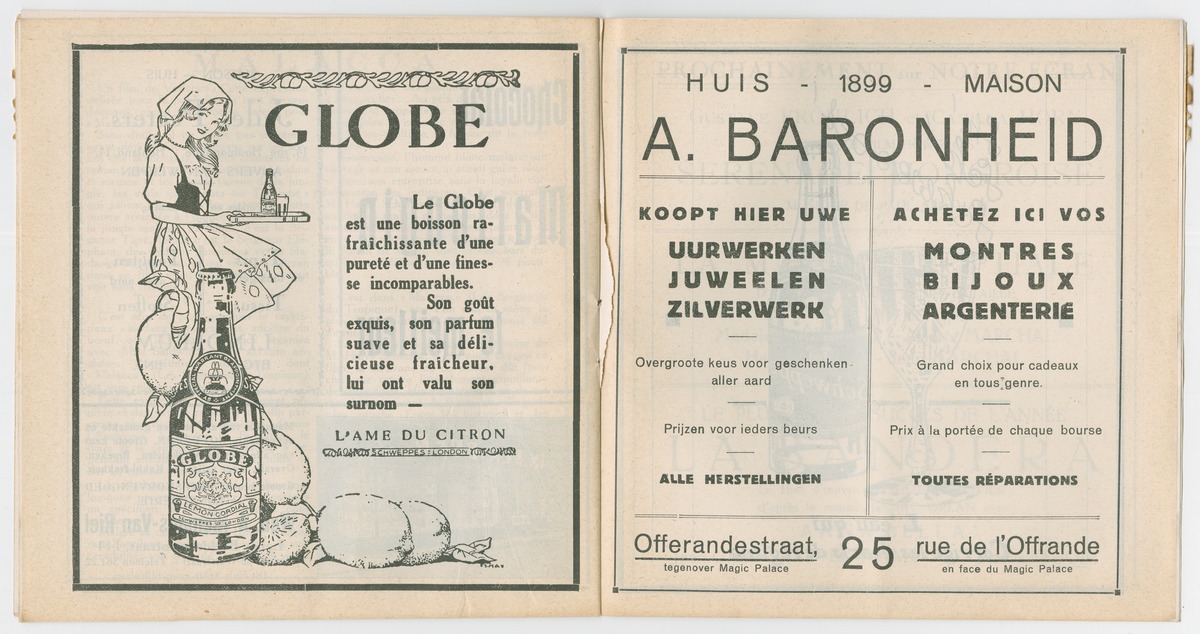 GLOBE
Le Globe
est une boisson ra-
fraîchissante d'une
pureté et d'une fines-
se incomparables.
Son goût
exquis, son parfum
suave et sa déli-
cieuse fraîcheur,
lui ont valu son
surnom —
L'AME DU CITRON
SCHWEPPES : LONDON
GLOBE
LEMON CORDIAL
SCHWEPPES OF LONDON
HUIS - 1899 - MAISON
A. BARONHEID
KOOPT HIER UWE
UURWERKEN
JUWEELEN
ZILVERWERK
Overgroote keus voor geschenken
aller aard
Prijzen voor ieders beurs
ALLE HERSTELLINGEN
ACHETEZ ICI VOS
MONTRES
BIJOUX
ARGENTERIE
Grand choix pour cadeaux
en tous genre.
Prix à la portée de chaque bourse
TOUTES RÉPARATIONS
Offerandestraat, 25 rue de l'Offrande
tegenover Magic Palace en face du Magic Palace